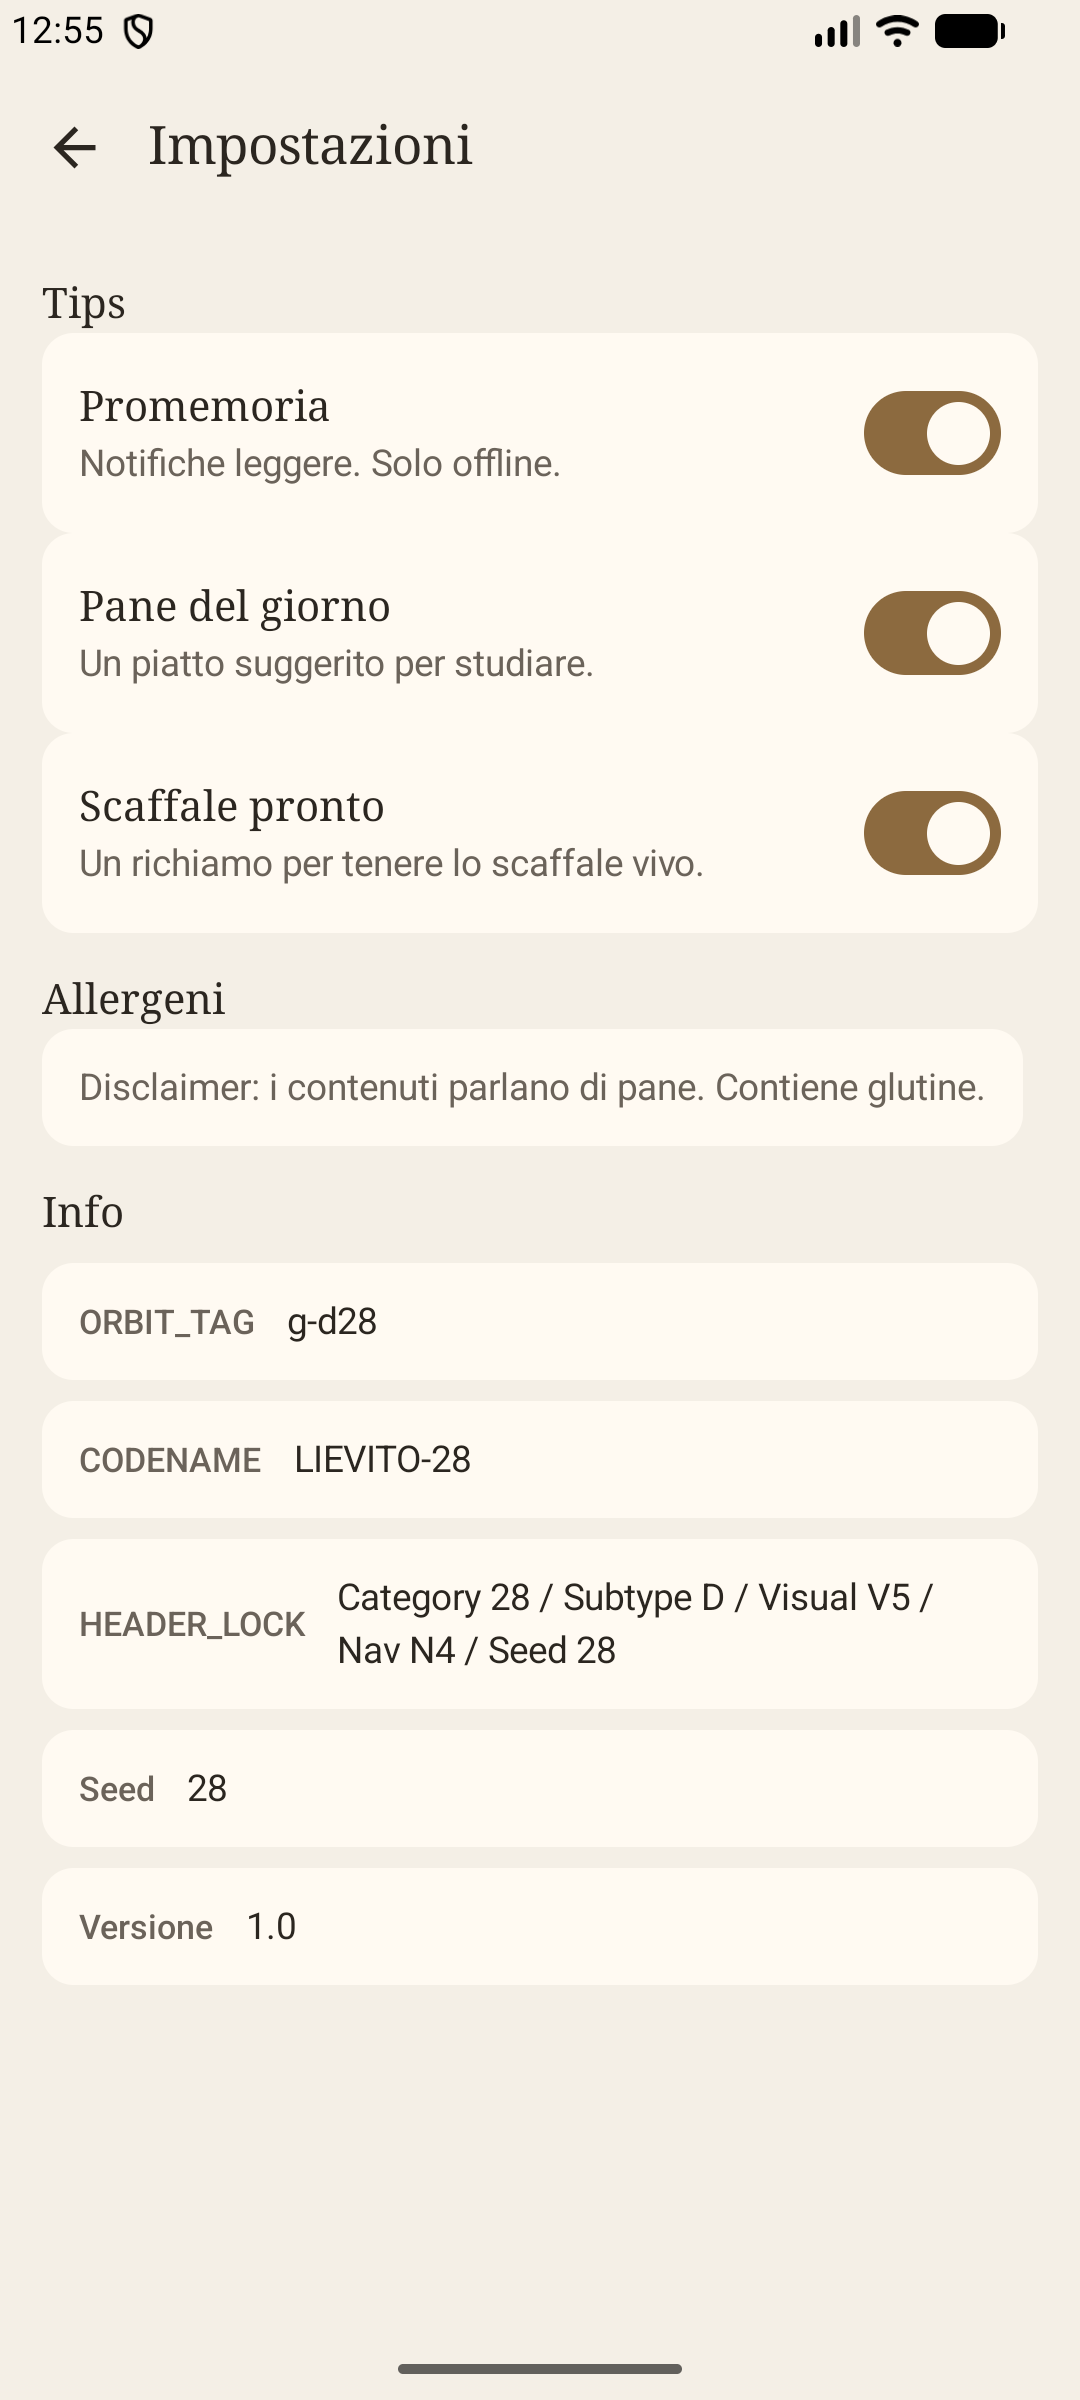 12:55
Impostazioni
Tips
Promemoria
Notifiche leggere. Solo offline.
Pane del giorno
Un piatto suggerito per studiare.
Scaffale pronto
Un richiamo per tenere lo scaffale vivo.
Allergeni
Disclaimer: i contenuti parlano di pane. Contiene glutine.
Info
ORBIT_TAG g-d28
CODENAME LIEVITO-28
HEADER_LOCK Category 28 / Subtype D / Visual V5 /
Nav N4 / Seed 28
Seed 28
Versione 1.0